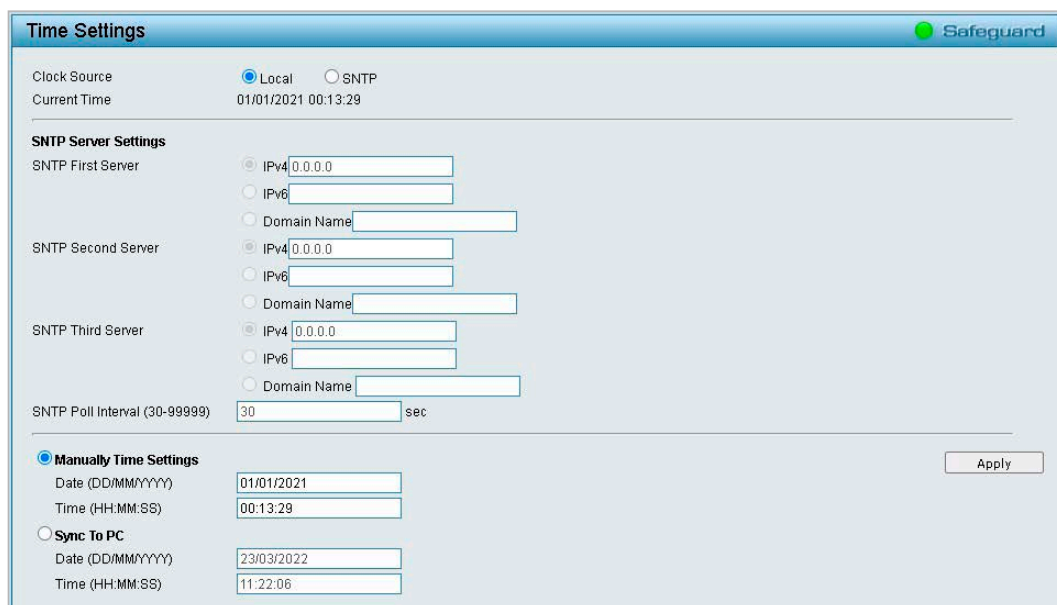 Time Settings
Safeguard
Clock Source Local SNTP
Current Time 01/01/2021 00:13:29
SNTP Server Settings
SNTP First Server IPv4 0.0.0.0
IPv6
Domain Name
SNTP Second Server IPv4 0.0.0.0
IPv6
Domain Name
SNTP Third Server IPv4 0.0.0.0
IPv6
Domain Name
SNTP Poll Interval (30-99999) 30 sec
Manually Time Settings
Apply
Date (DD/MM/YYYY) 01/01/2021
Time (HH:MM:SS) 00:13:29
Sync To PC
Date (DD/MM/YYYY) 23/03/2022
Time (HH:MM:SS) 11:22:06